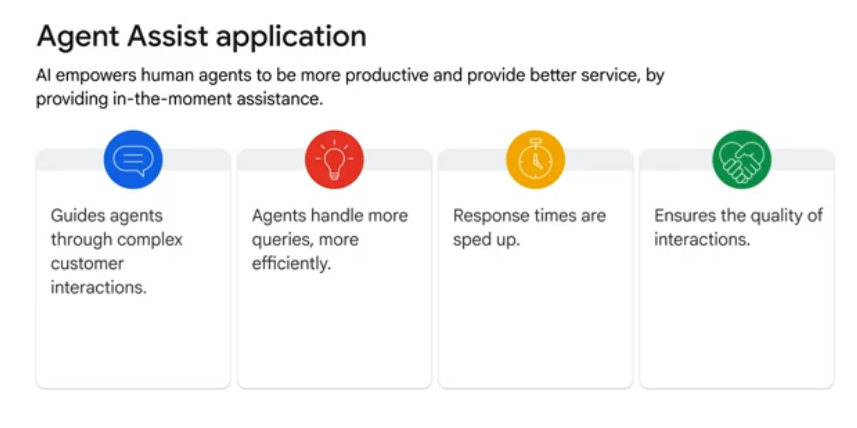 Agent Assist application
AI empowers human agents to be more productive and provide better service, by
providing in-the-moment assistance.
Guides agents
through complex
customer
interactions.
Agents handle more
queries, more
efficiently.
Response times are
sped up.
Ensures the quality of
interactions.